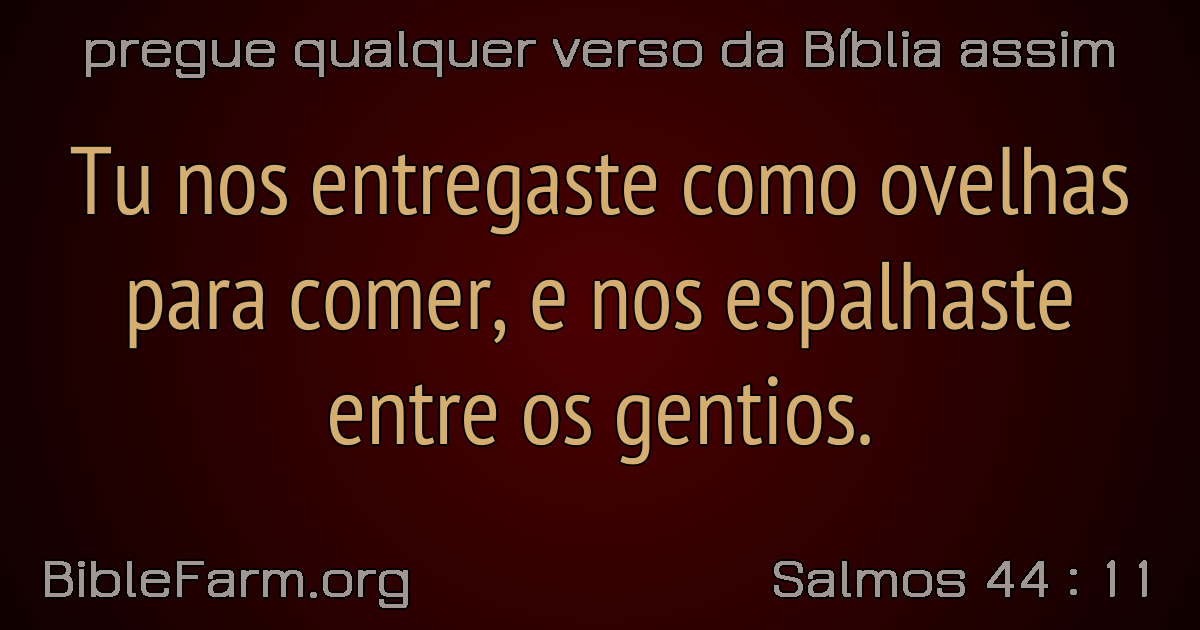 pregue qualquer verso da Bíblia assim
Tu nos entregaste como ovelhas
para comer, e nos espalhaste
entre os gentios.
BibleFarm.org
Salmos 44 : 11